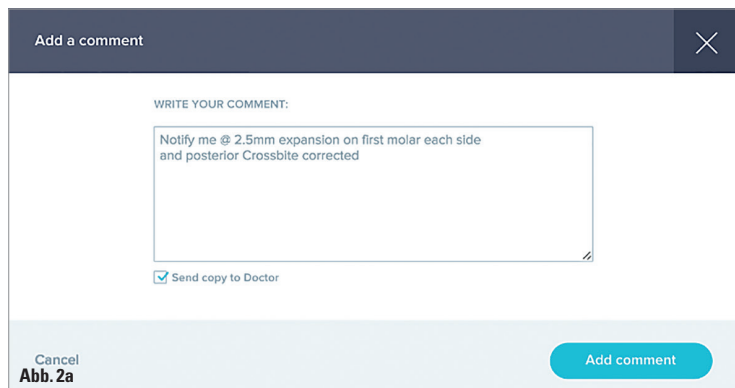 Add a comment
WRITE YOUR COMMENT:
Notify me @ 2.5mm expansion on first molar each side
and posterior Crossbite corrected
Send copy to Doctor
Cancel
Add comment
Abb. 2a